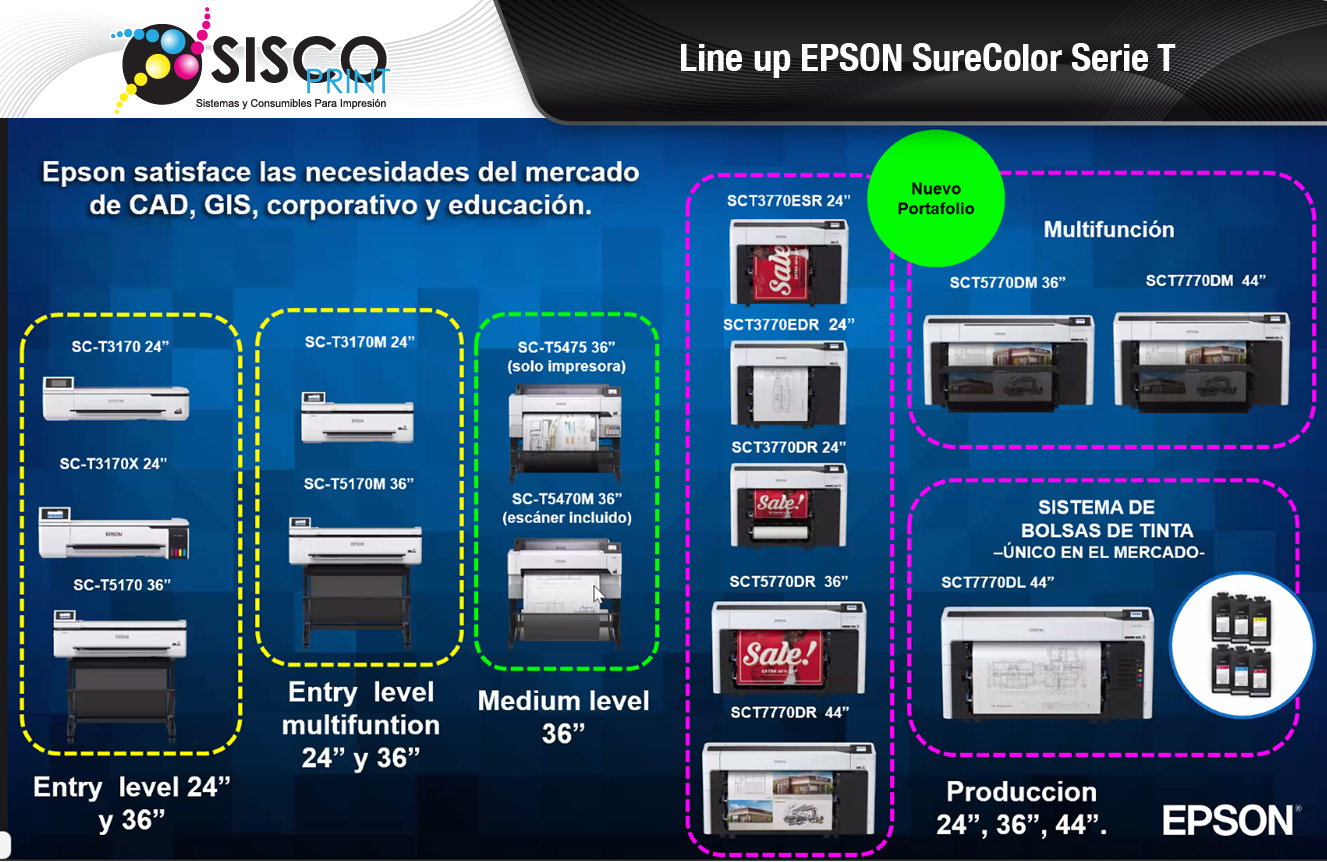 SISCO
PRINT
Sistemas y Consumibles Para Impresión
Line up EPSON SureColor Serie T
Epson satisface las necesidades del mercado
de CAD, GIS, corporativo y educación.
SC-T3170 24”
SC-T3170X 24”
EPSON
SC-T5170 36”
Entry level 24”
y 36”
SC-T3170M 24”
SC-T5170M 36”
Entry level
multifuntion
24” y 36”
SC-T5475 36”
(solo impresora)
SC-T5470M 36”
(escáner incluido)
Medium level
36”
SCT3770ESR 24”
Sale!
SCT3770EDR 24”
SCT3770DR 24”
Sale!
SCT5770DR 36”
Sale!
SCT7770DR 44”
Nuevo
Portafolio
Multifunción
SCT5770DM 36”
SCT7770DM 44”
SISTEMA DE
BOLSAS DE TINTA
–ÚNICO EN EL MERCADO-
SCT7770DL 44”
Produccion
24”, 36”, 44”.
EPSON®